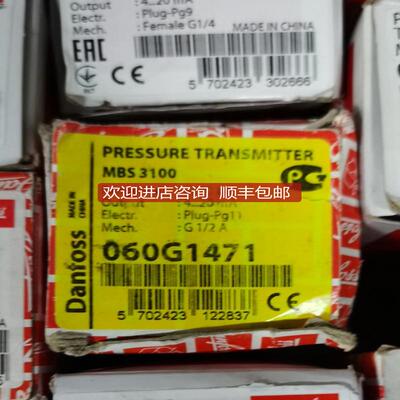 Output : 4...20 mA
Electr. : Plug-Pg9
Mech. : Female G1/4
MADE IN CHINA
EAC
CE
5 702423 302666
PRESSURE TRANSMITTER
MBS 3100
欢迎进店咨询 顺丰包邮
Output : 4...20 mA
Electr. : Plug-Pg11
Mech. : G 1/2 A
060G1471
Danfoss
MADE IN CHINA
5 702423 122837
CE